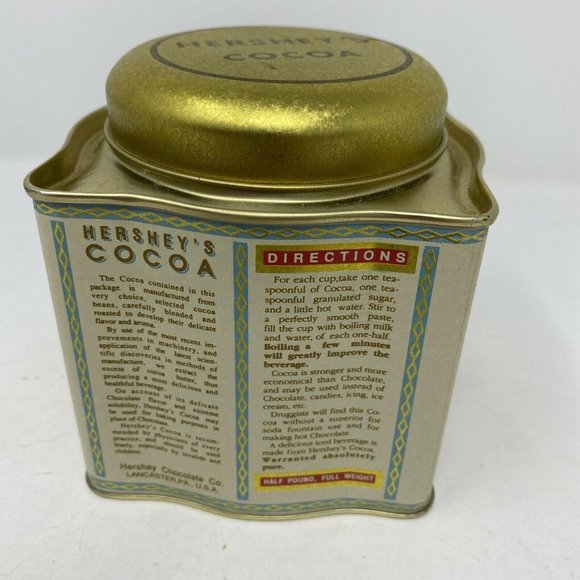 HERSHEY'S
COCOA
HERSHEY'S
COCOA
The Cocoa contained in this
package is manufactured from
very choice, selected cocoa
beans, carefully blended and
roasted to develop their delicate
flavor and aroma.
By use of the most recent im-
provements in machinery, and
application of the latest scien-
tific discoveries in methods of
manufacture, we extract the
excess of cocoa butter, thus
producing a most delicious and
healthful beverage.
On account of its delicate
Chocolate flavor and extreme
solubility, Hershey's Cocoa may
be used for baking purposes in
place of Chocolate.
Hershey's Cocoa is recom-
mended by physicians of every
practice, and should be used
freely, especially by invalids and
children.
Hershey Chocolate Co.
LANCASTER,PA., U.S.A.
DIRECTIONS
For each cup,take one tea-
spoonful of Cocoa, one tea-
spoonful granulated sugar,
and a little hot water. Stir to
a perfectly smooth paste,
fill the cup with boiling milk
and water, of each one-half.
Boiling a few minutes
will greatly improve the
beverage.
Cocoa is stronger and more
economical than Chocolate,
and may be used instead of
Chocolate, candies, icing, ice
cream, etc.
Druggists will find this Co-
coa without a superior for
soda fountain use and for
making hot Chocolate.
A delicious iced beverage is
made from Hershey's Cocoa.
Warranted absolutely
pure.
HALF POUND, FULL WEIGHT